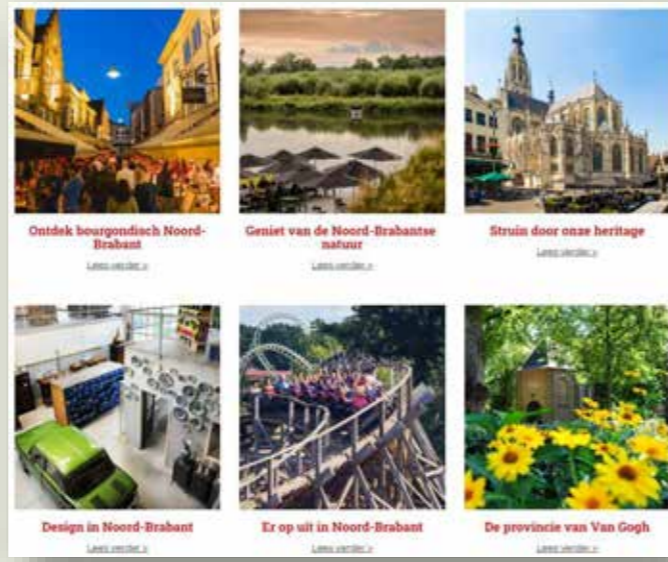 Ontdek bourgondisch Noord-
Brabant
Lees verder >
Geniet van de Noord-Brabantse
natuur
Lees verder >
Struin door onze heritage
Lees verder >
Design in Noord-Brabant
Lees verder >
Er op uit in Noord-Brabant
Lees verder >
De provincie van Van Gogh
Lees verder >